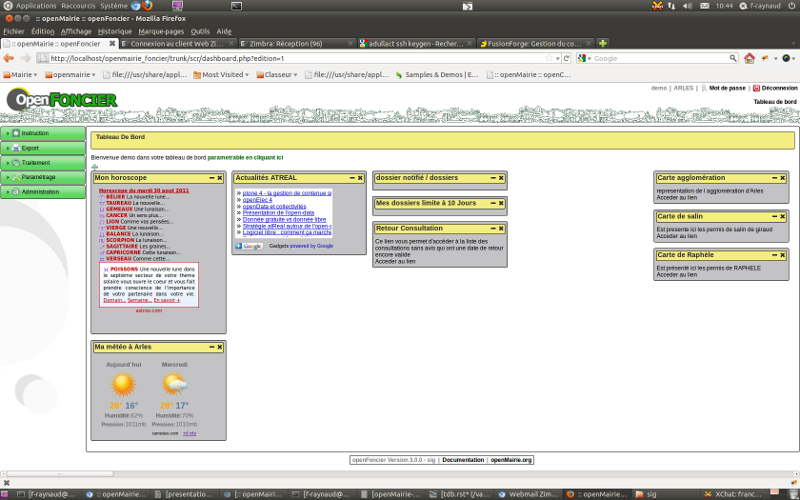 Applications Raccourcis Système
10:44 f-raynaud
:: openMairie :: openFoncier - Mozilla Firefox
Fichier Édition Affichage Historique Marque-pages Outils Aide
:: openMairie :: openFoncier
Connexion au client Web Zi...
Zimbra: Réception (96)
adullact ssh keygen - Recher...
FusionForge: Gestion du co...
http://localhost/openmairie_foncier/trunk/scr/dashboard.php?edition=1
Google
Mairie
openmairie
file:///usr/share/appl...
Most Visited
Classeur
file:///usr/share/appl...
Samples & Demos | E...
:: openMairie :: openC...
OpenFoncier
demo | ARLES | Mot de passe | Déconnexion
Tableau de bord
Instruction
Export
Traitement
Paramétrage
Administration
Tableau De Bord
Bienvenue demo dans votre tableau de bord parametrable en cliquant ici
Mon horoscope
Horoscope du mardi 30 aout 2011
BÉLIER La nouvelle lune...
TAUREAU La nouvelle...
GÉMEAUX Une lunaison...
CANCER Un sens plus...
LION Comme vos pensées...
VIERGE Une nouvelle...
BALANCE La lunaison...
SCORPION La lunaison...
SAGITTAIRE Les graines...
CAPRICORNE Cette lunaison...
VERSEAU Comme cette...
POISSONS Une nouvelle lune dans le septième secteur de votre thème solaire vous ouvre le coeur et vous fait prendre conscience de l'importance de votre partenaire dans votre vie.
Demain... Semaine... En savoir +
Ma météo à Arles
Aujourd'hui Mercredi
16° 17°
Humidité:62% Humidité:70%
Pression:1011mb Pression:1010mb
Actualités ATREAL
plone 4 - la gestion de contenus s
openElec 4
openData et collectivités
Présentation de l'open-data
Donnée gratuite vs donnée libre
Stratégie atReal autour de l'open-
Logiciel libre : comment ca marche
Google Gadgets powered by Google
dossier notifié / dossiers
Mes dossiers limite à 10 Jours
Retour Consultation
Ce lien vous permet d'accéder à la liste des
consultations sans avis qui ont une date de retour
encore valide
Acceder au lien
Carte agglomération
representation de l agglomération d'Arles
Acceder au lien
Carte de salin
Est presente ici les permis de salin de giraud
Acceder au lien
Carte de Raphèle
Est présenté ici les permis de RAPHELE
Acceder au lien
openFoncier Version 3.0.0 - sig | Documentation | openMairie.org
[f-raynaud@...
:: openMairie ...
[presentatio...
[:: openMairie ...
[f-raynaud@...
[openMairie-...
[tdb.rst* (/va...
Webmail Zim...
:: openMairie ...
sig
XChat: franc...